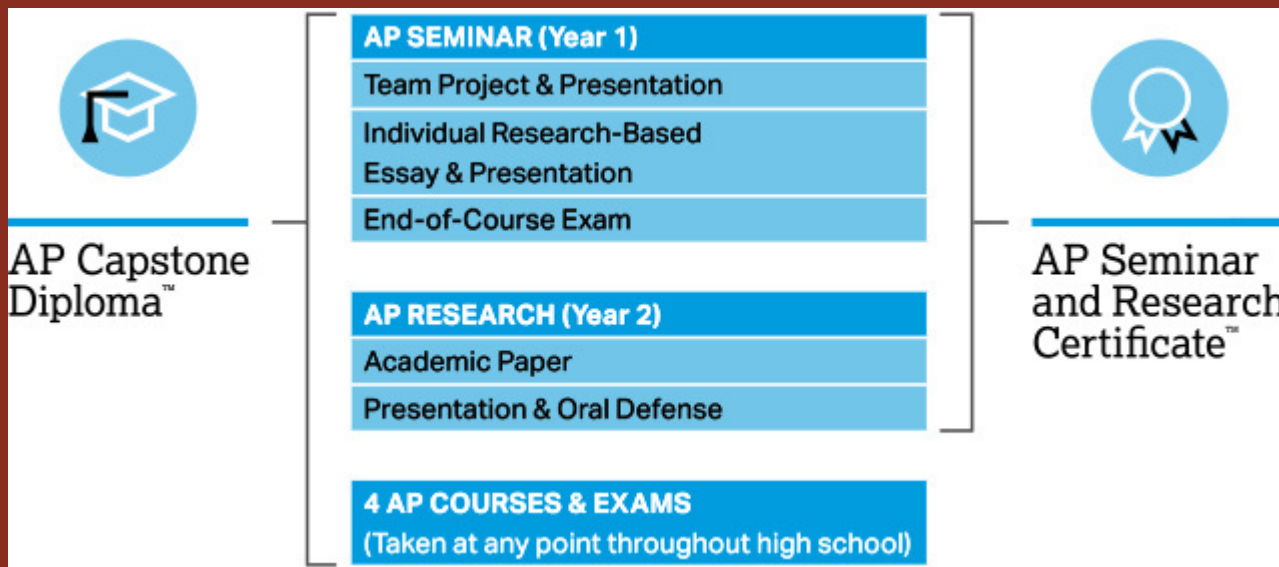 AP Capstone
Diploma™
AP SEMINAR (Year 1)
Team Project & Presentation
Individual Research-Based
Essay & Presentation
End-of-Course Exam
AP RESEARCH (Year 2)
Academic Paper
Presentation & Oral Defense
4 AP COURSES & EXAMS
(Taken at any point throughout high school)
AP Seminar
and Research
Certificate™